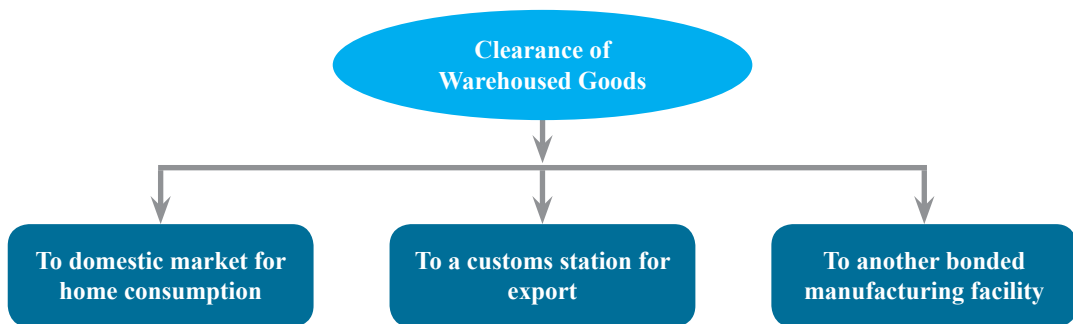 Clearance of
Warehoused Goods
To domestic market for
home consumption
To a customs station for
export
To another bonded
manufacturing facility